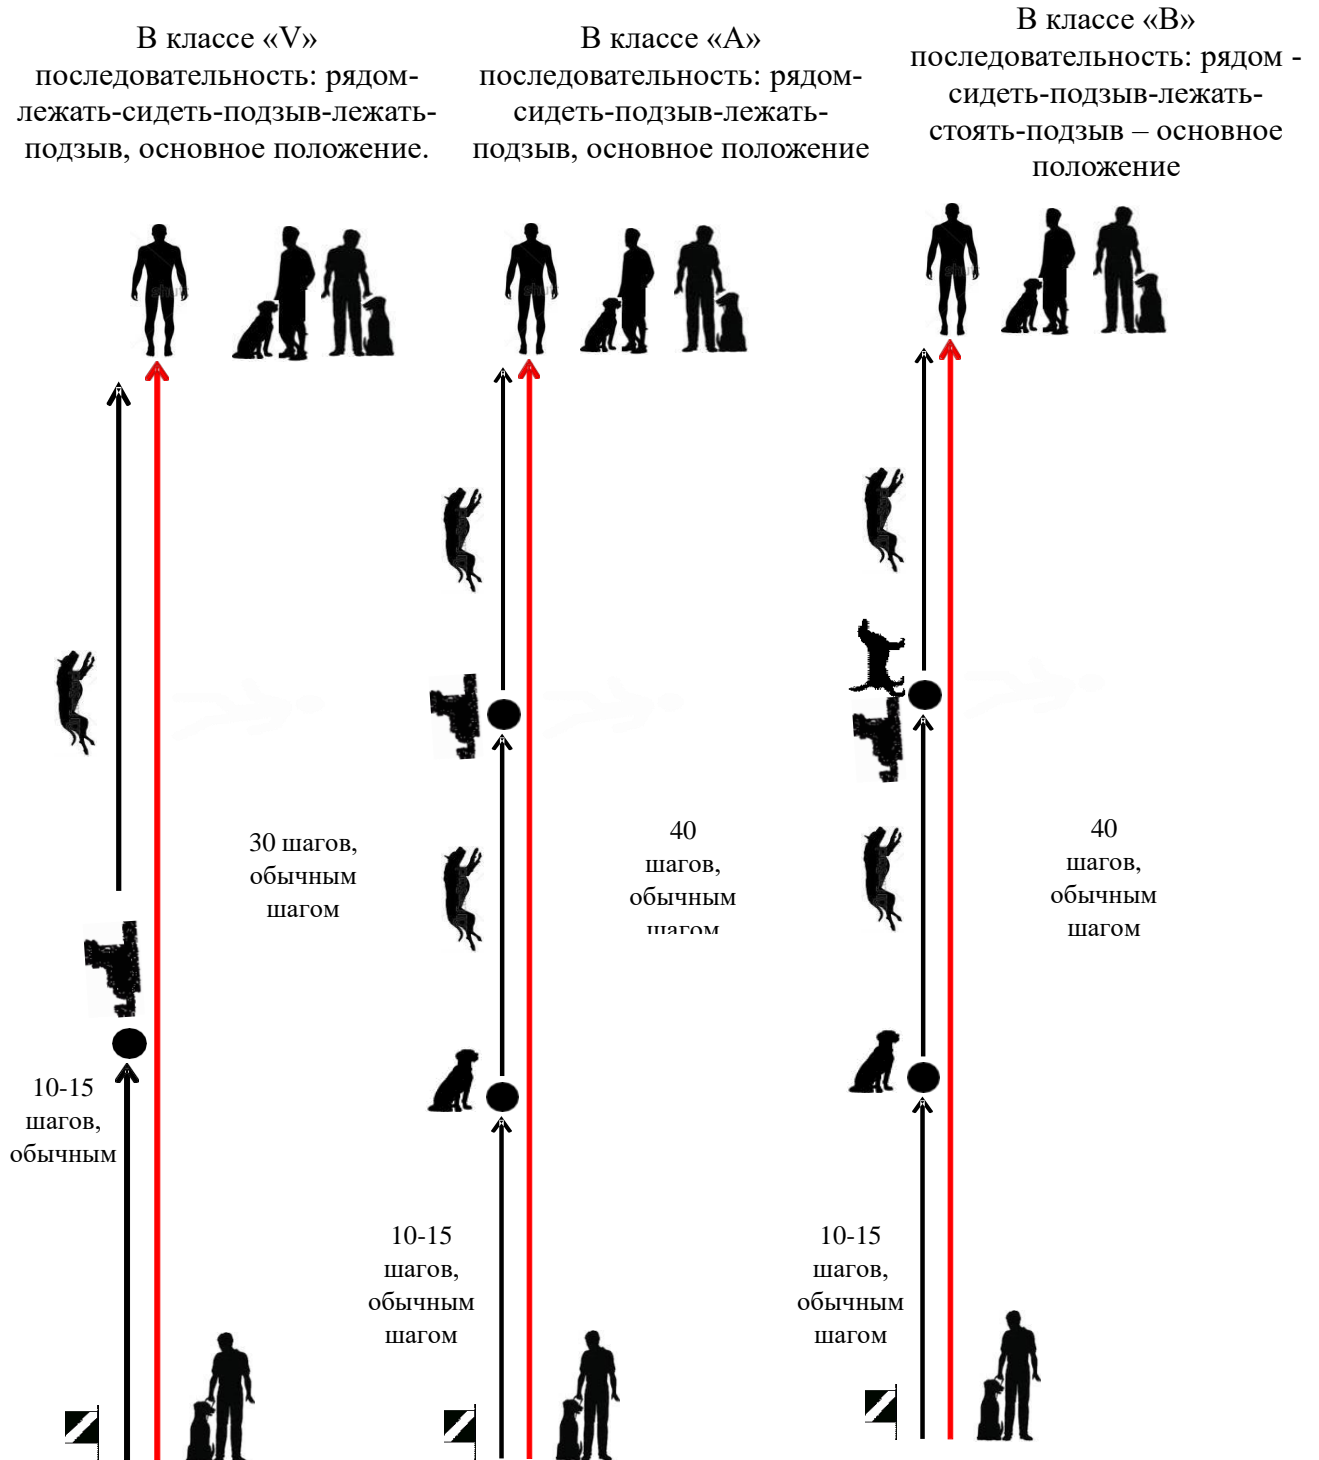 В классе «V»
последовательность: рядом-
лежать-сидеть-подзыв-лежать-
подзыв, основное положение.
В классе «А»
последовательность: рядом-
сидеть-подзыв-лежать-
подзыв, основное положение
В классе «В»
последовательность: рядом -
сидеть-подзыв-лежать-
стоять-подзыв – основное
положение
30 шагов,
обычным
шагом
40
шагов,
обычным
шагом
40
шагов,
обычным
шагом
10-15
шагов,
обычным
10-15
шагов,
обычным
шагом
10-15
шагов,
обычным
шагом